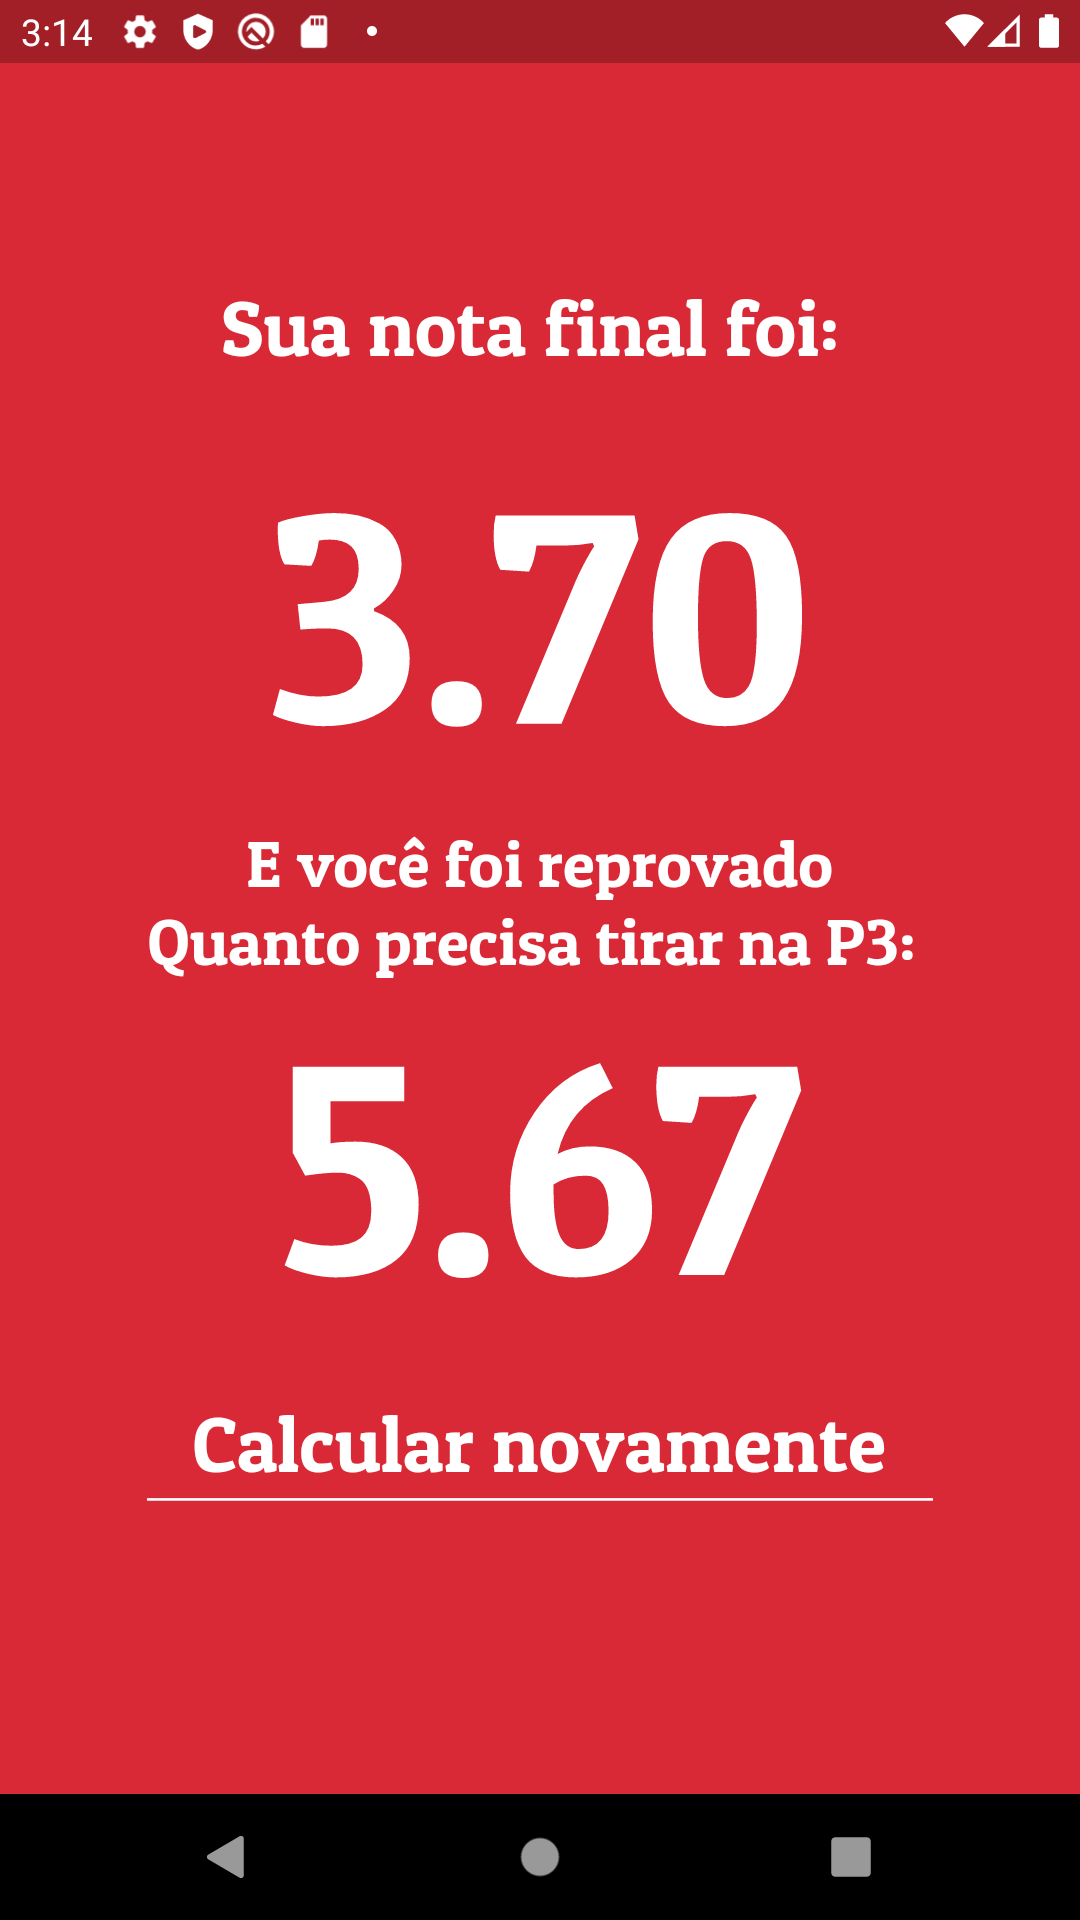 3:14
Sua nota final foi:
3.70
E você foi reprovado
Quanto precisa tirar na P3:
5.67
Calcular novamente